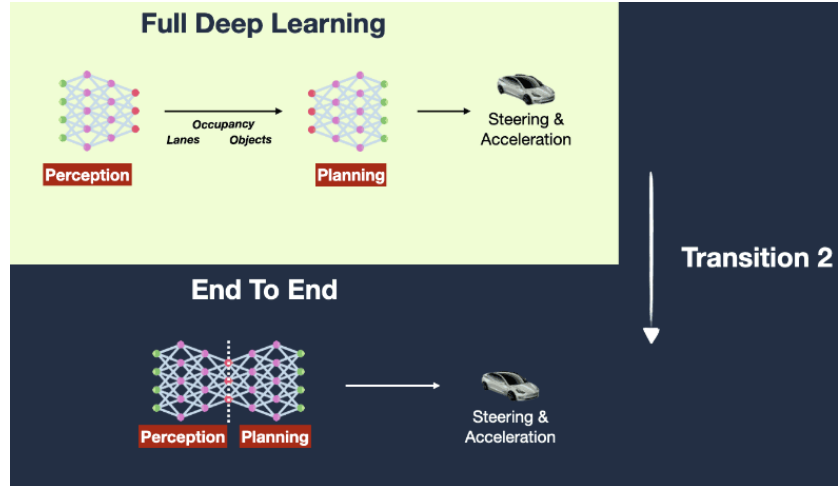 Full Deep Learning
Occupancy
Lanes Objects
Perception
Planning
Steering &
Acceleration
Transition 2
End To End
Perception
Planning
Steering &
Acceleration